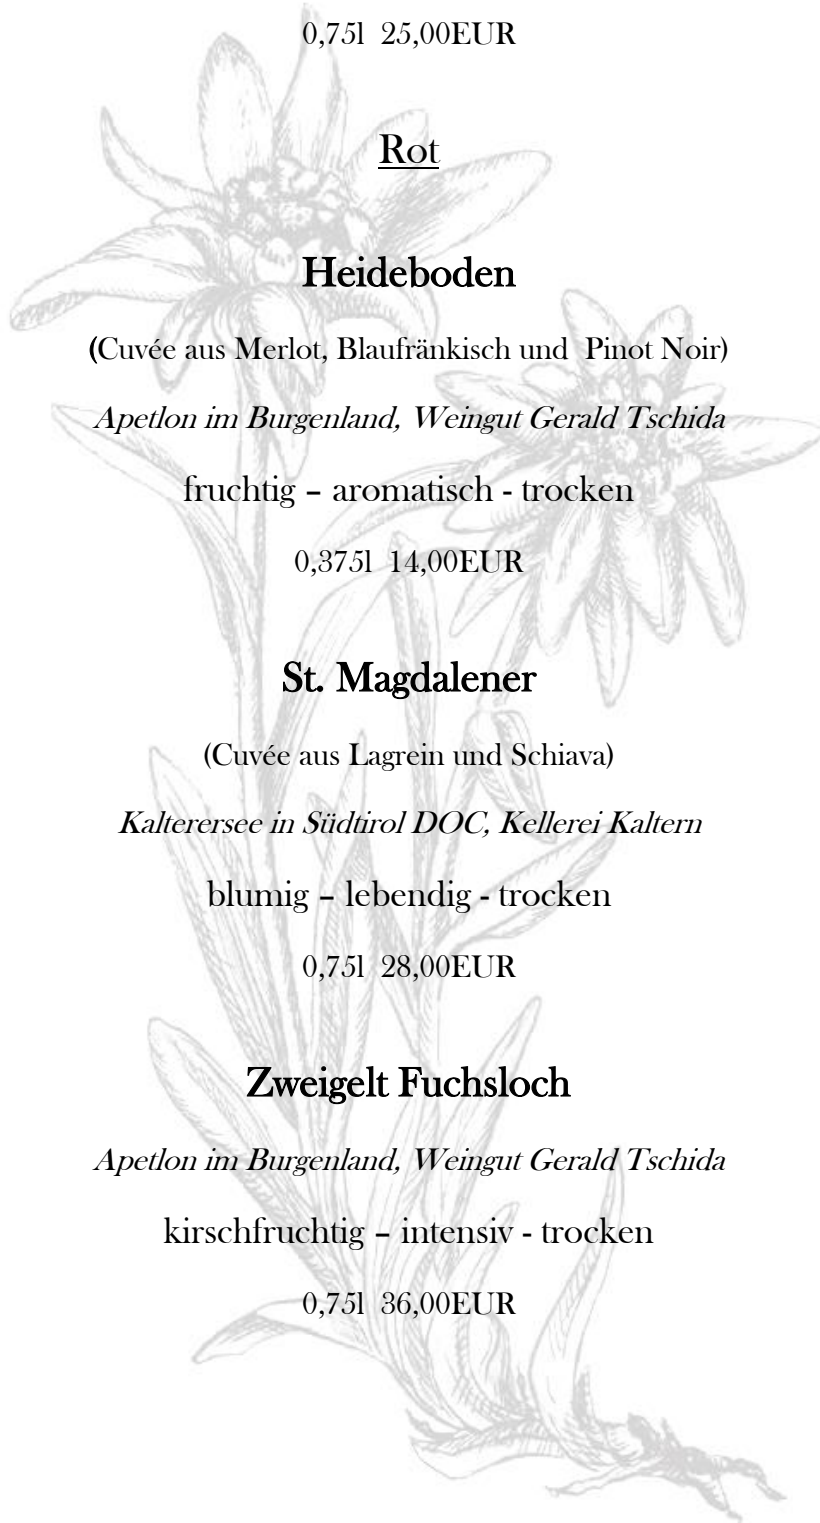 0,75l  25,00EUR
Rot
Heideboden
(Cuvée aus Merlot, Blaufränkisch und  Pinot Noir)
Apetlon im Burgenland, Weingut Gerald Tschida
fruchtig – aromatisch - trocken
0,375l  14,00EUR
St. Magdalener
(Cuvée aus Lagrein und Schiava)
Kalterersee in Südtirol DOC, Kellerei Kaltern
blumig – lebendig - trocken
0,75l  28,00EUR
Zweigelt Fuchsloch
Apetlon im Burgenland, Weingut Gerald Tschida
kirschfruchtig – intensiv - trocken
0,75l  36,00EUR